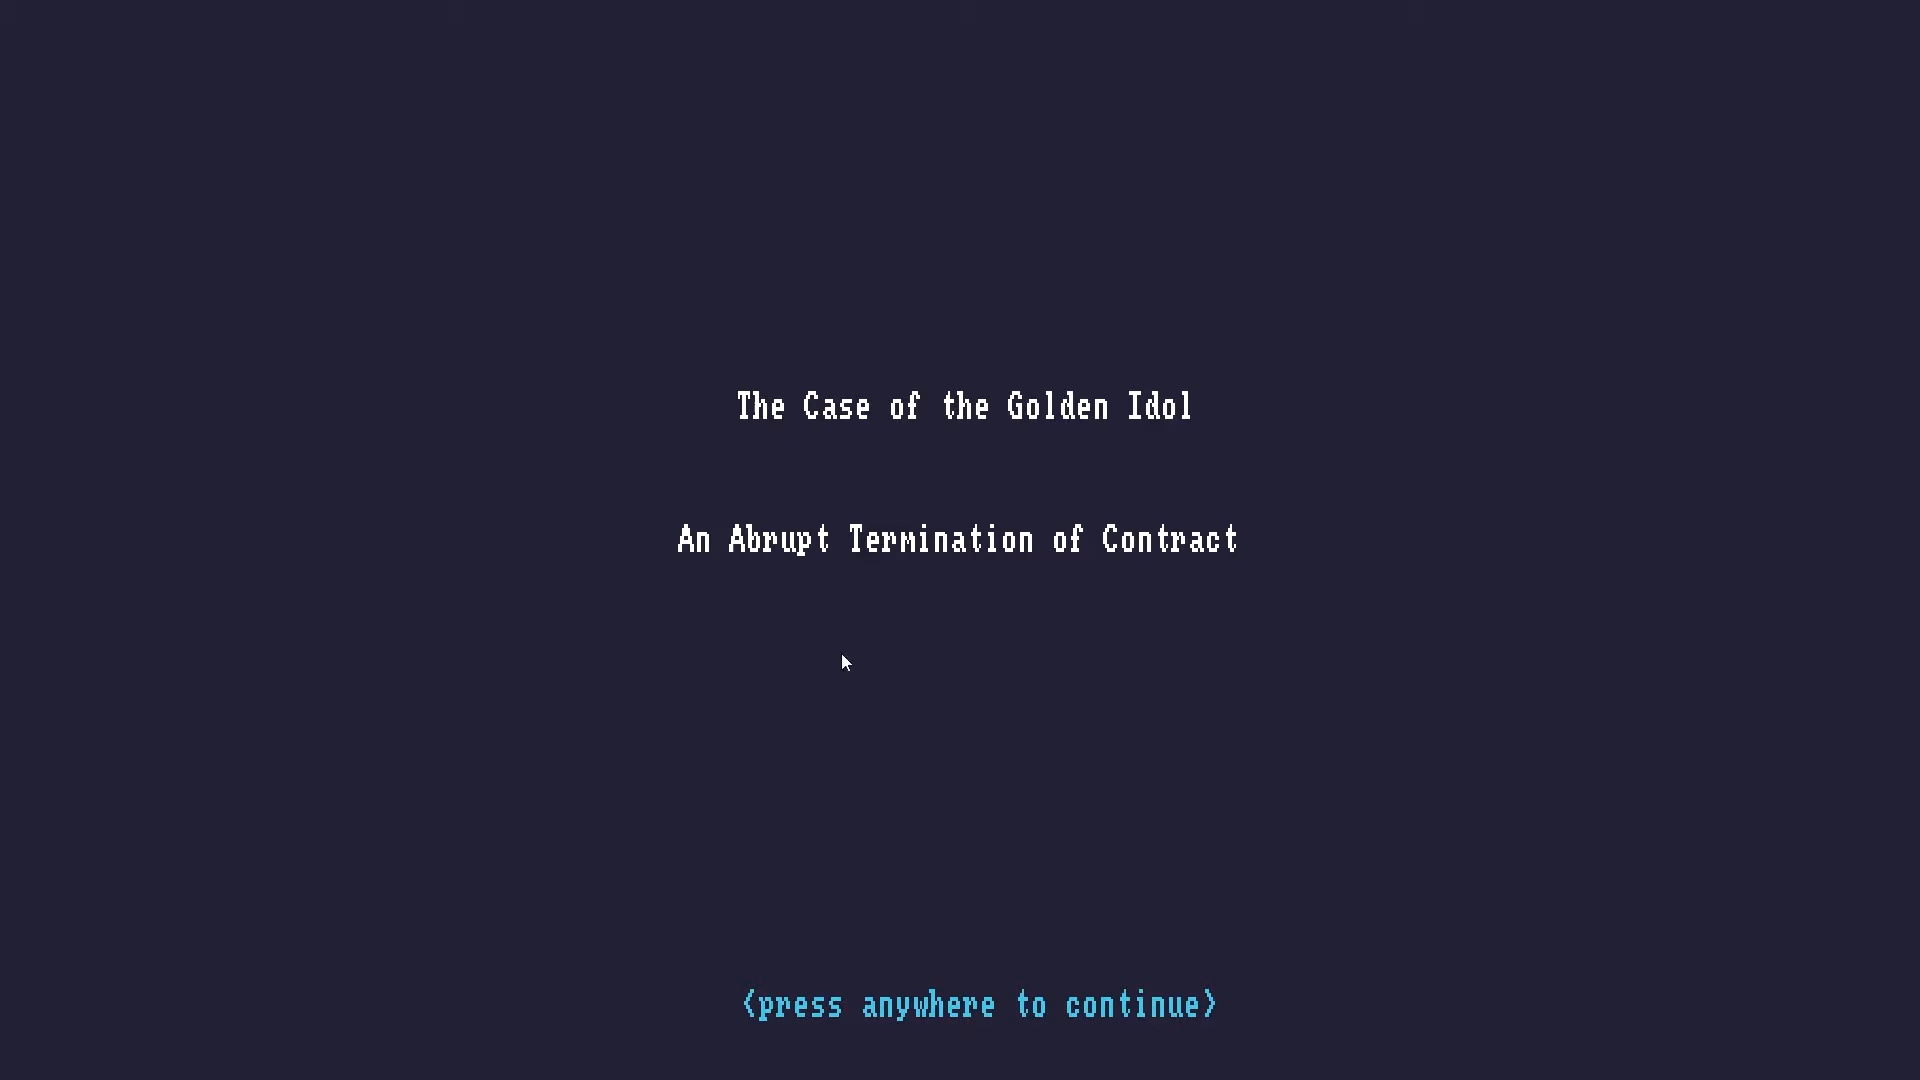 The Case of the Golden Idol
An Abrupt Termination of Contract
<press anywhere to continue>